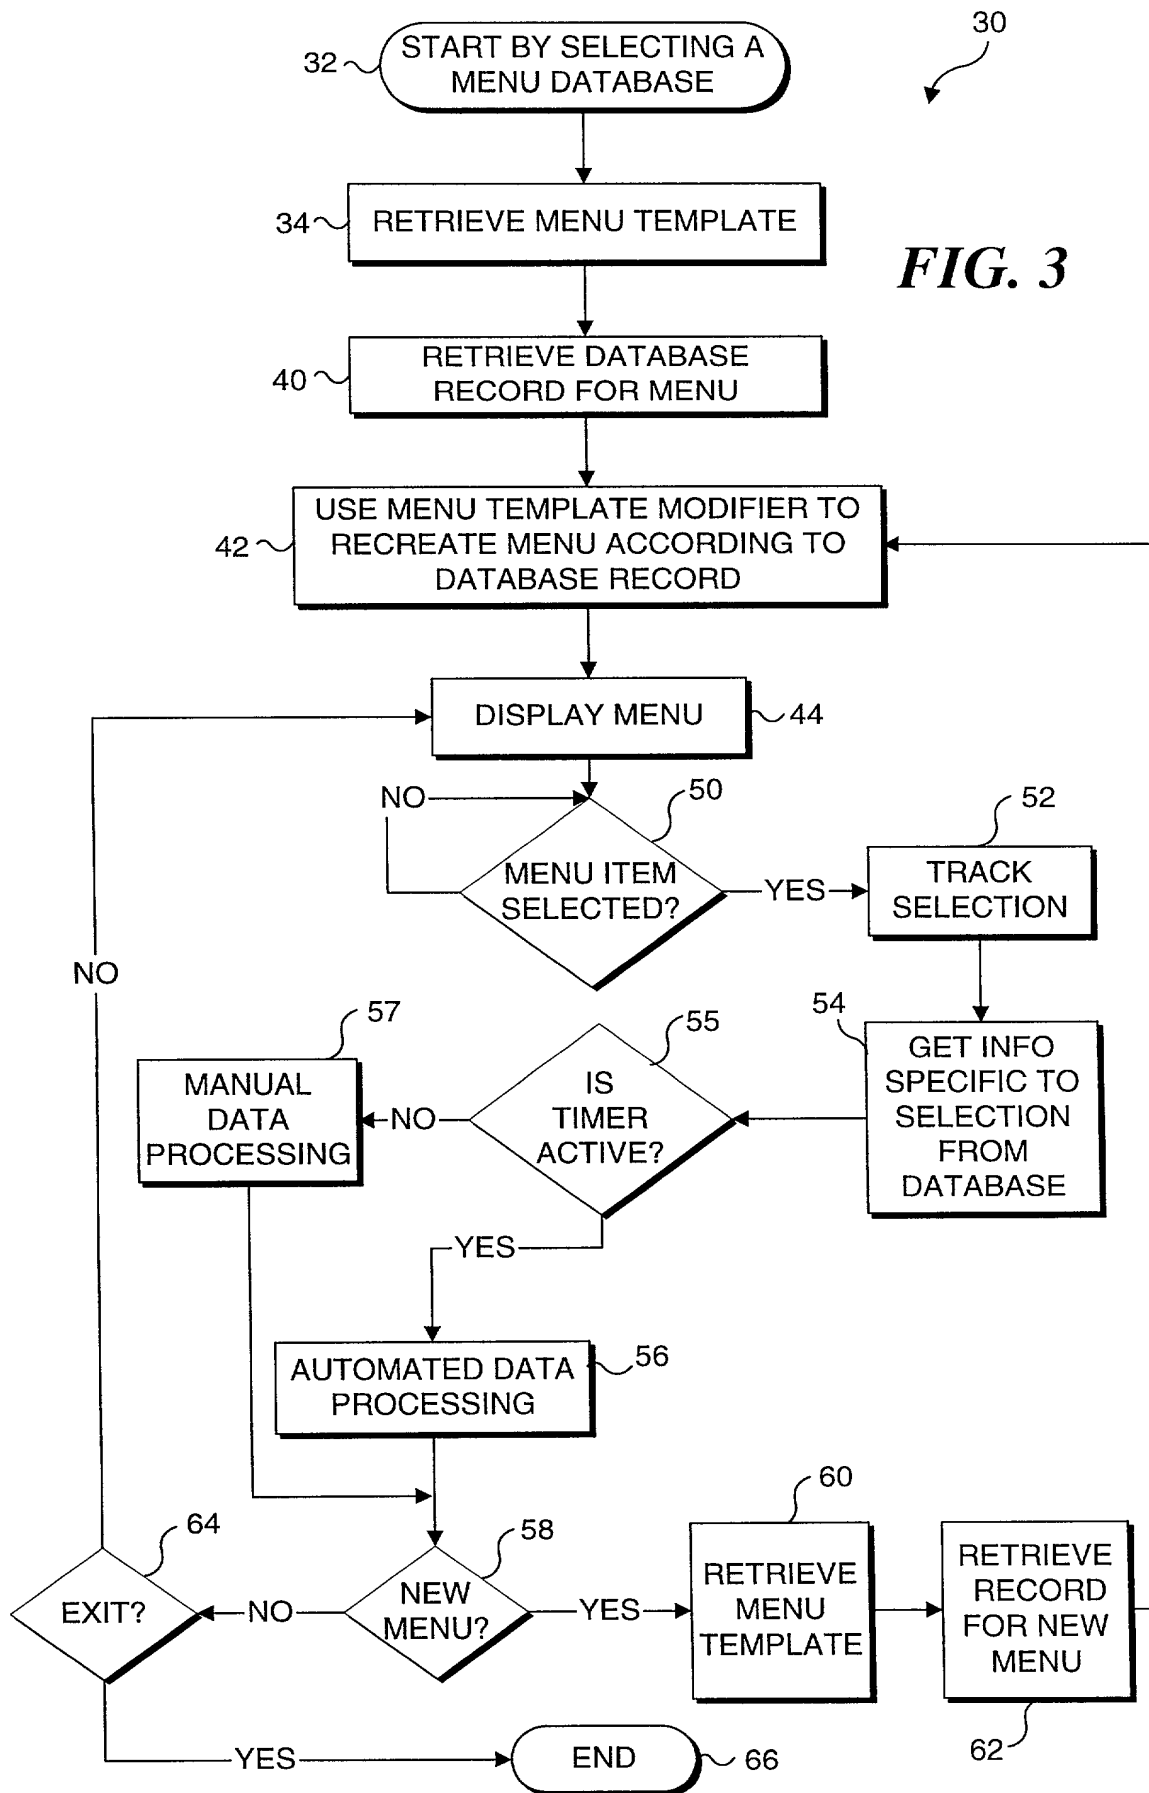 30
32
START BY SELECTING A
MENU DATABASE
34
RETRIEVE MENU TEMPLATE
FIG. 3
40
RETRIEVE DATABASE
RECORD FOR MENU
42
USE MENU TEMPLATE MODIFIER TO
RECREATE MENU ACCORDING TO
DATABASE RECORD
DISPLAY MENU
44
NO
50
MENU ITEM
SELECTED?
YES
52
TRACK
SELECTION
NO
54
GET INFO
SPECIFIC TO
SELECTION
FROM
DATABASE
55
IS
TIMER
ACTIVE?
NO
57
MANUAL
DATA
PROCESSING
YES
AUTOMATED DATA
PROCESSING
56
58
NEW
MENU?
YES
60
RETRIEVE
MENU
TEMPLATE
RETRIEVE
RECORD
FOR NEW
MENU
62
NO
64
EXIT?
YES
END
66